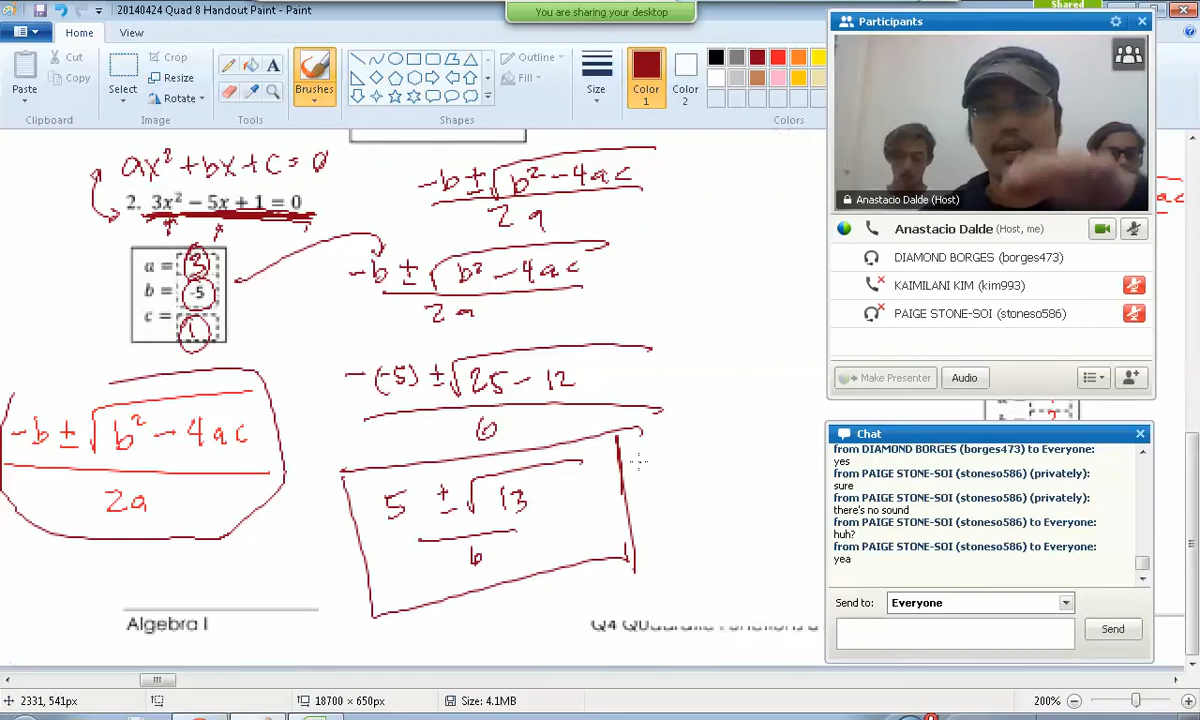 20140424 Quad 8 Handout Paint - Paint
You are sharing your desktop
Shared
Home
View
Paste
Cut
Copy
Clipboard
Select
Crop
Resize
Rotate
Image
Tools
Brushes
Outline
Fill
Shapes
Size
Color 1
Color 2
Colors
ax² + bx + c = 0
2. 3x² − 5x + 1 = 0
a = 3
b = -5
c = 1
-b ± √b² - 4ac
2a
-b ± √b² - 4ac
2a
-(-5) ± √25 - 12
6
5 ± √13
6
-b ± √b² - 4ac
2a
Algebra I
Participants
Anastacio Dalde (Host)
Anastacio Dalde (Host, me)
DIAMOND BORGES (borges473)
KAIMILANI KIM (kim993)
PAIGE STONE-SOI (stoneso586)
Make Presenter
Audio
Chat
from DIAMOND BORGES (borges473) to Everyone:
yes
from PAIGE STONE-SOI (stoneso586) (privately):
sure
from PAIGE STONE-SOI (stoneso586) (privately):
there's no sound
from PAIGE STONE-SOI (stoneso586) to Everyone:
huh?
from PAIGE STONE-SOI (stoneso586) to Everyone:
yea
Send to: Everyone
Send
2331, 541px
18700 × 650px
Size: 4.1MB
200%